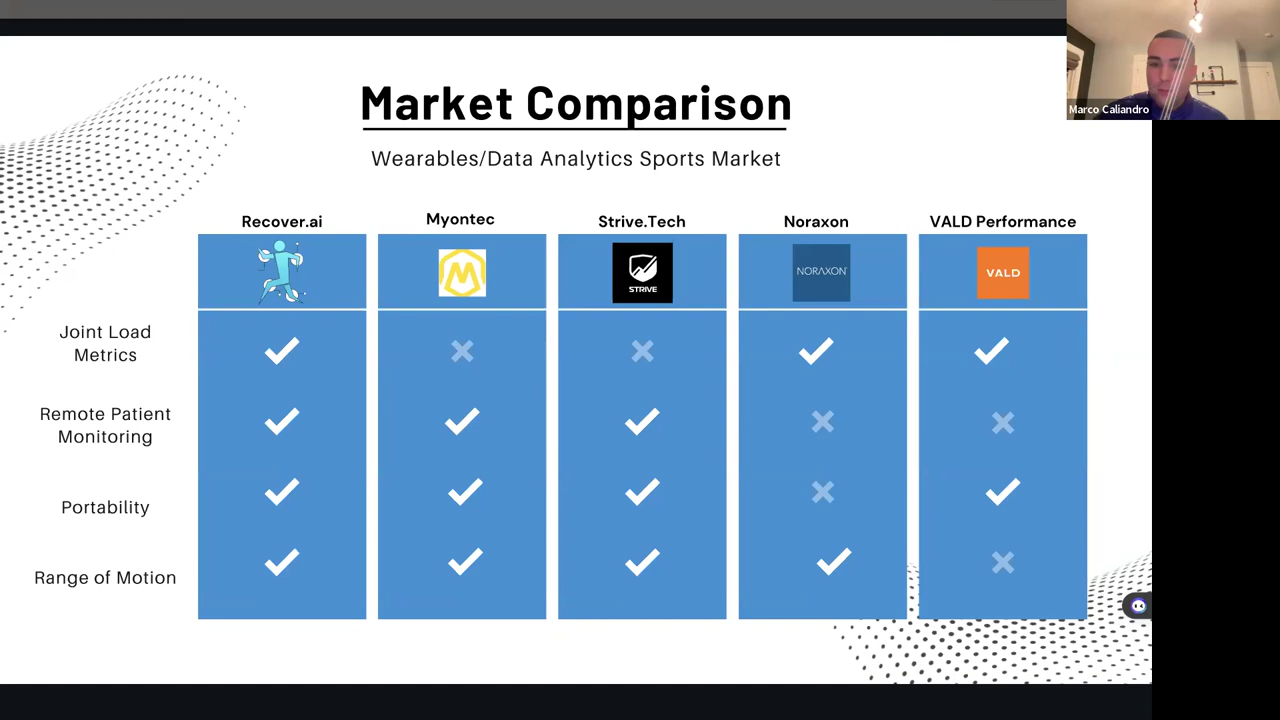 Market Comparison
Marco Caliandro
Wearables/Data Analytics Sports Market
Recover.ai
Myontec
Strive.Tech
Noraxon
VALD Performance
M
STRIVE
NORAXON
VALD
Joint Load
Metrics
Remote Patient
Monitoring
Portability
Range of Motion